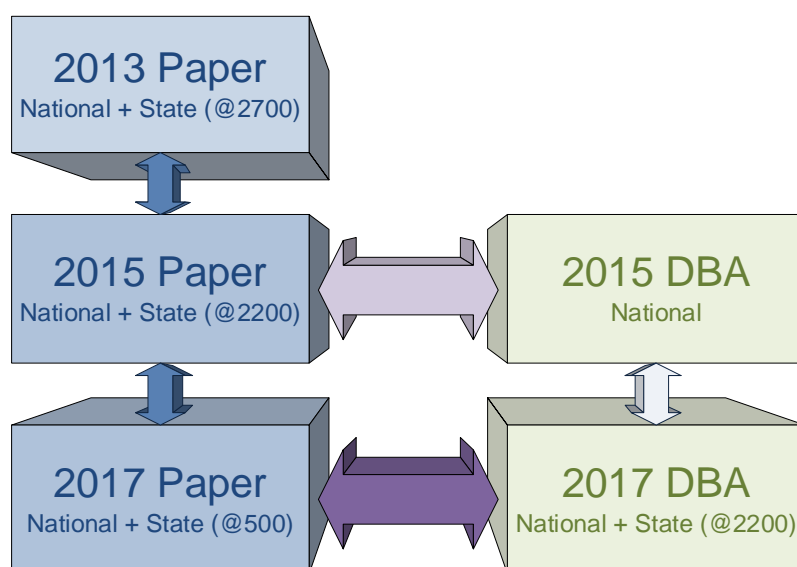 2013 Paper
National + State (@2700)
2015 Paper
National + State (@2200)
2015 DBA
National
2017 Paper
National + State (@500)
2017 DBA
National + State (@2200)